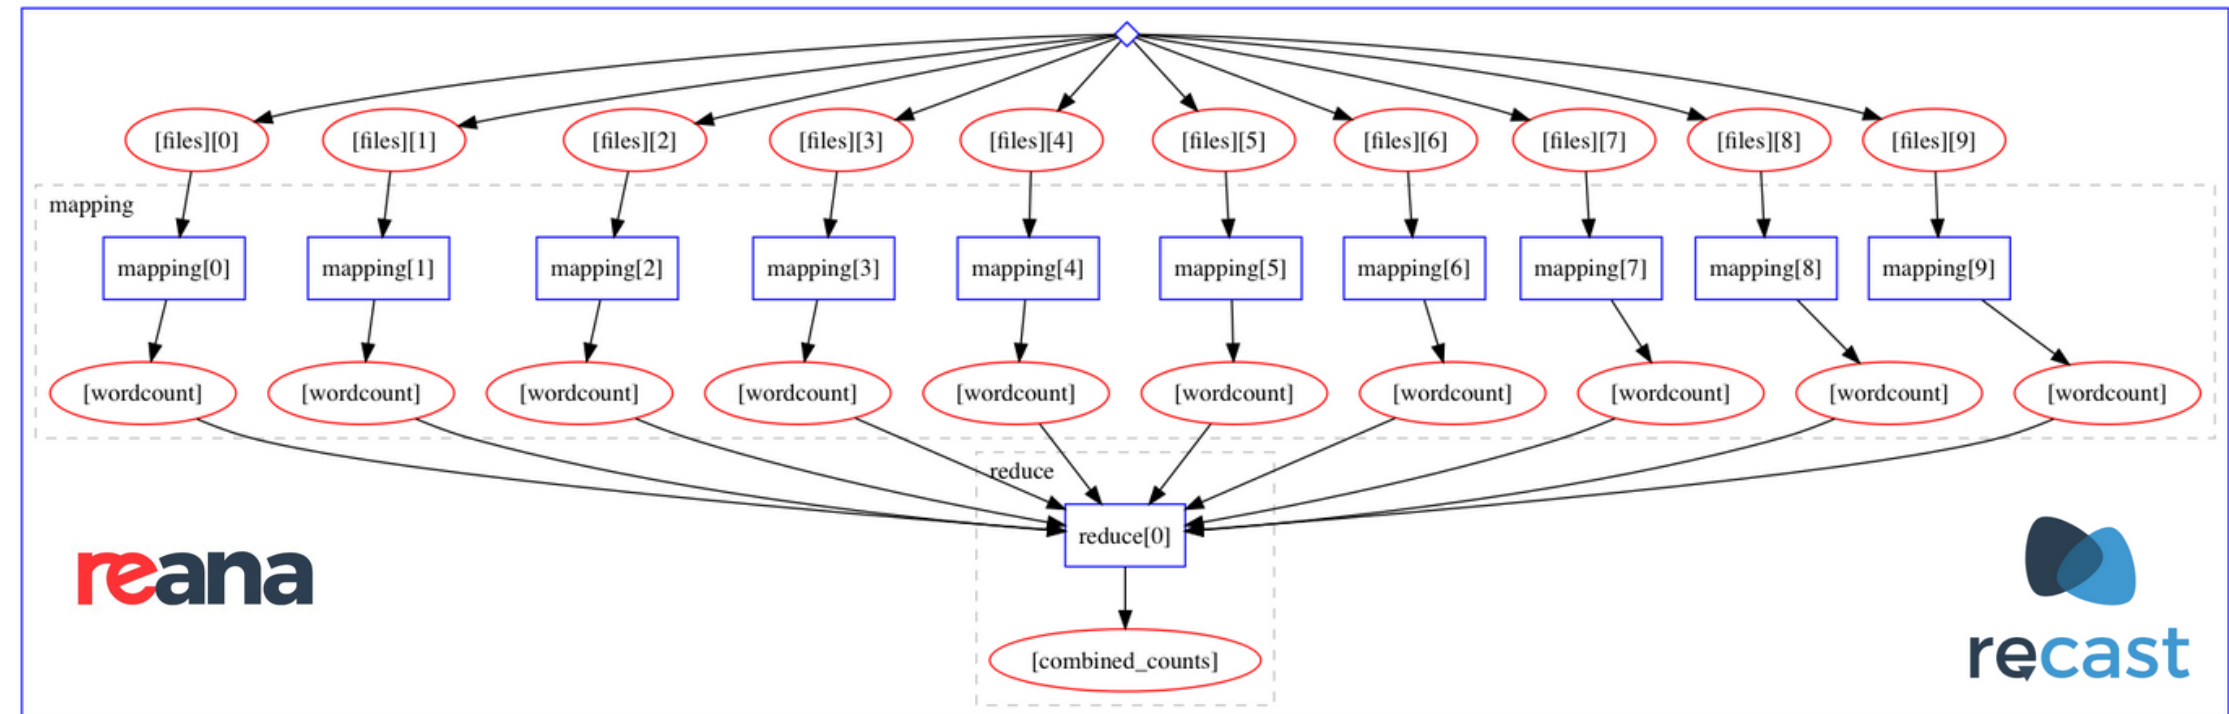 [files][0] [files][1] [files][2] [files][3] [files][4] [files][5] [files][6] [files][7] [files][8] [files][9]
mapping
mapping[0] mapping[1] mapping[2] mapping[3] mapping[4] mapping[5] mapping[6] mapping[7] mapping[8] mapping[9]
[wordcount] [wordcount] [wordcount] [wordcount] [wordcount] [wordcount] [wordcount] [wordcount] [wordcount] [wordcount]
reduce
reduce[0]
reana
recast
[combined_counts]